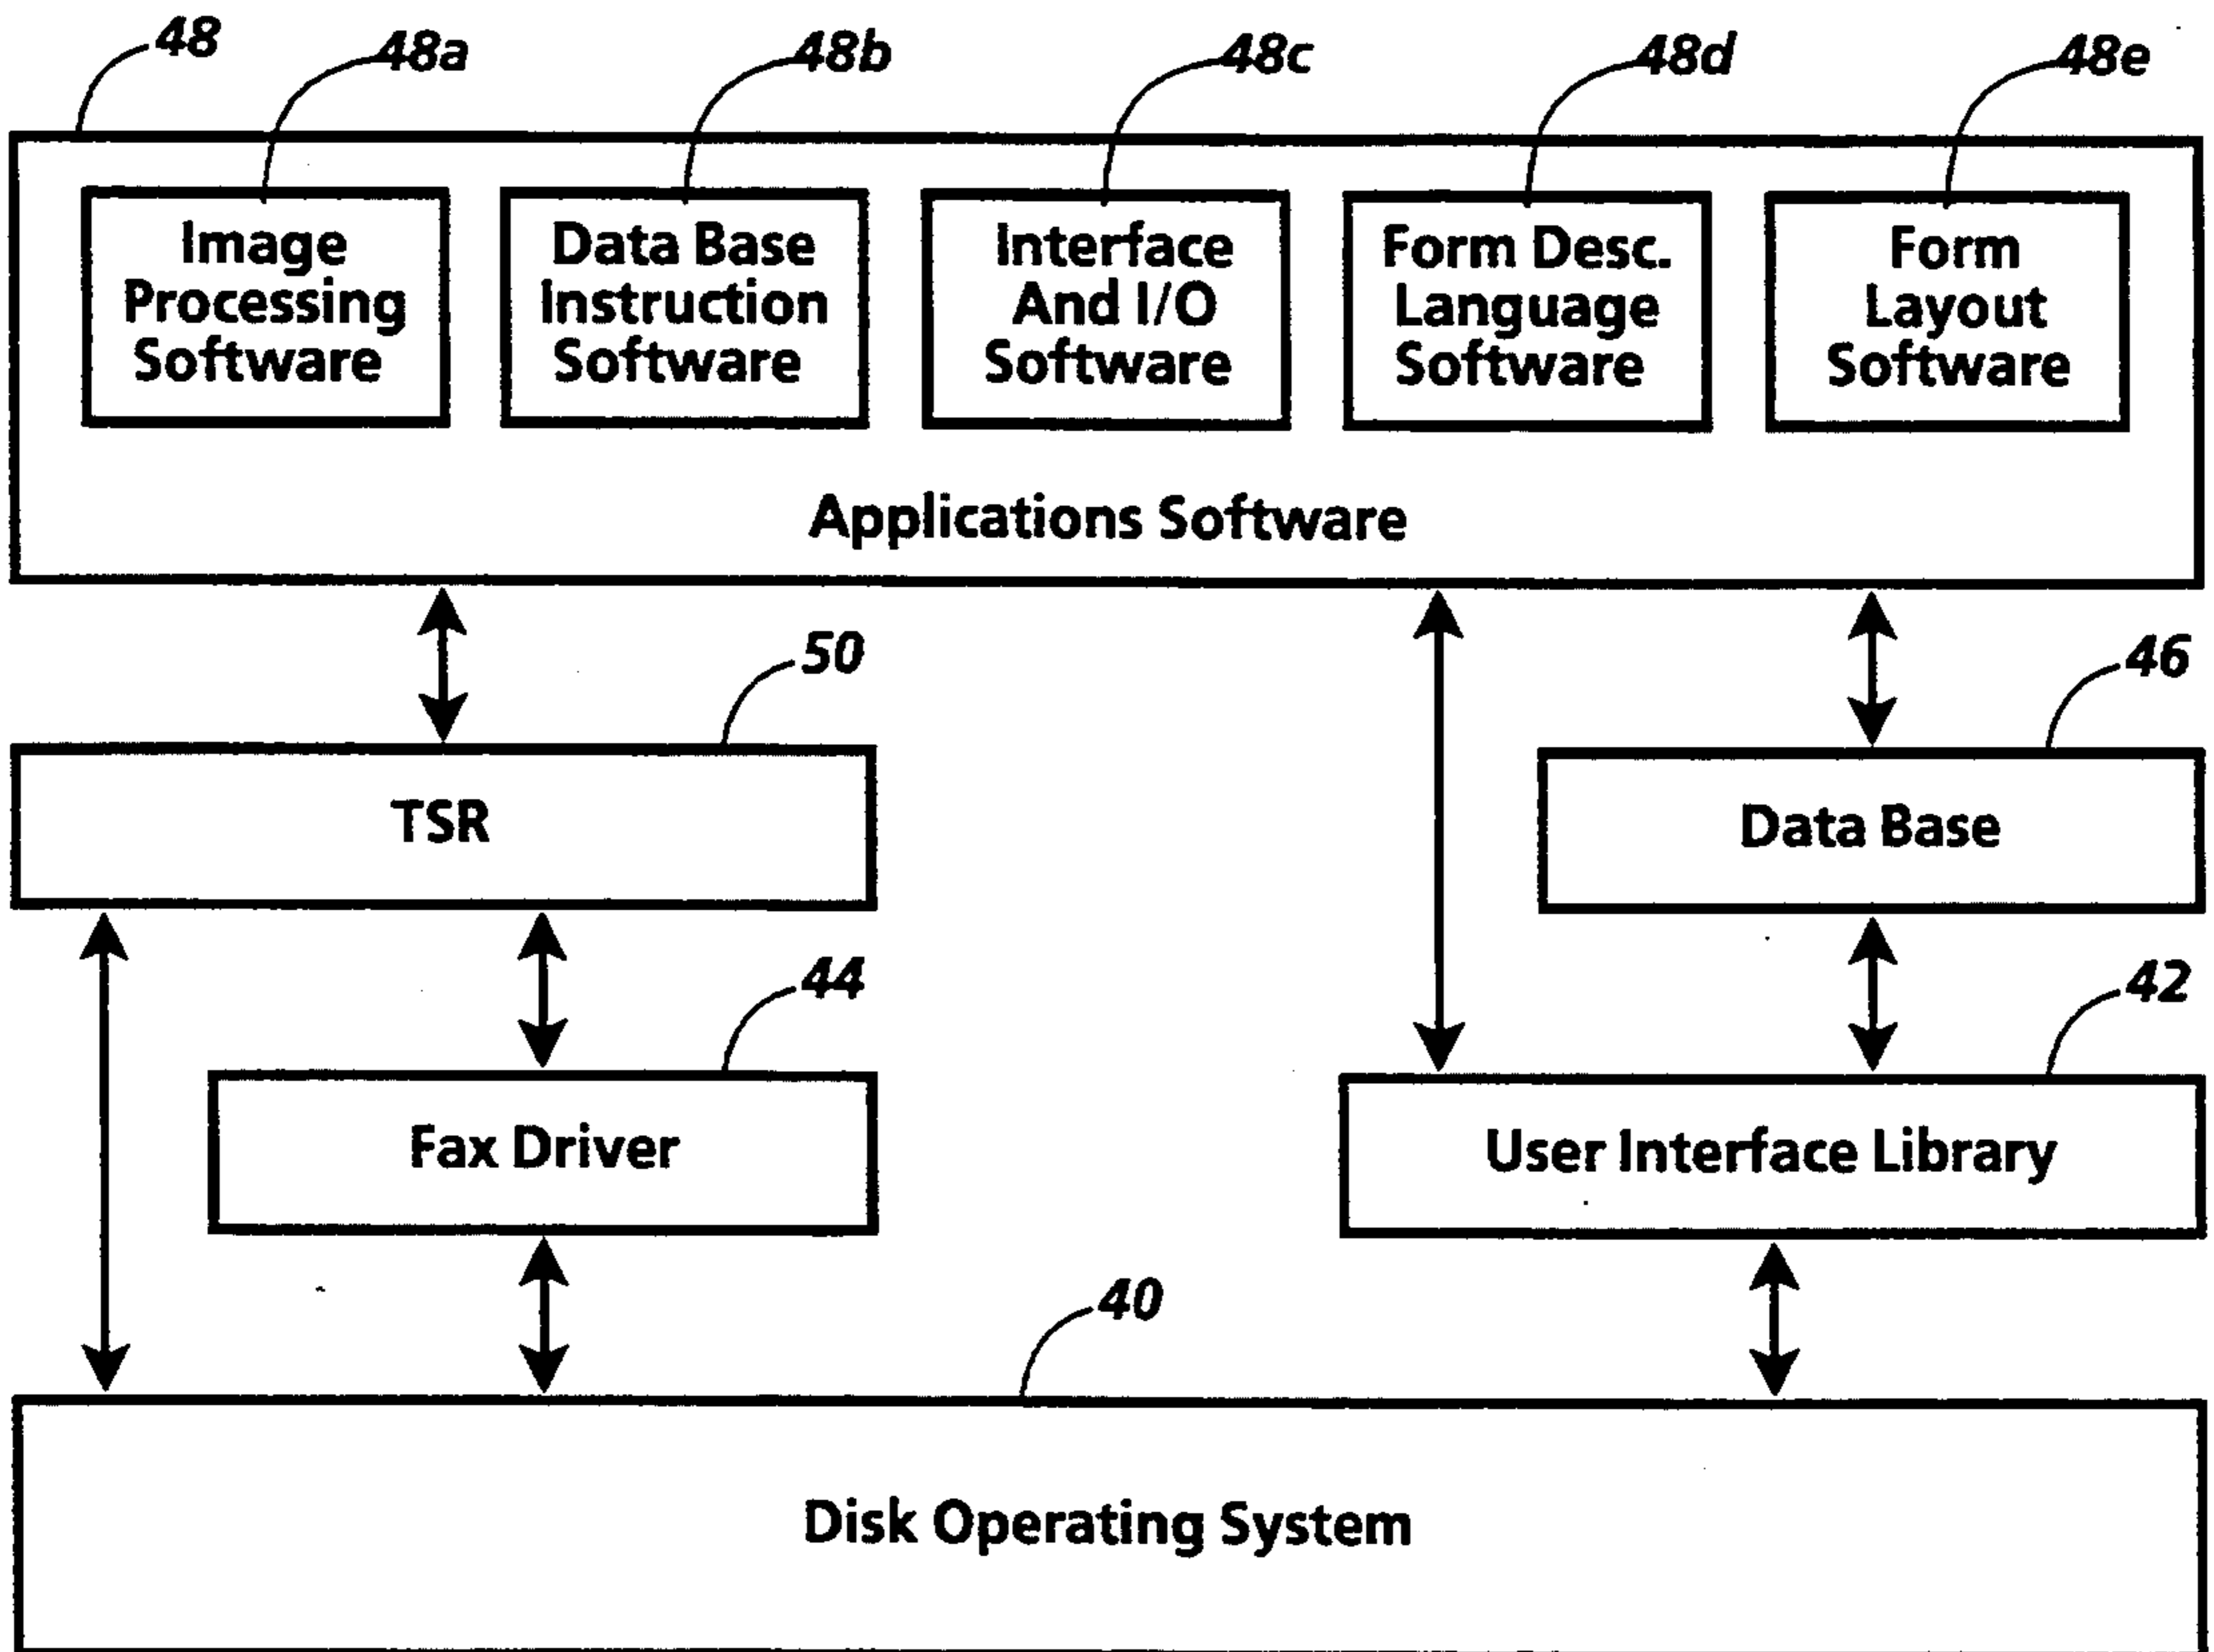 48
48a
48b
48c
48d
48e
Image
Processing
Software
Data Base
Instruction
Software
Interface
And I/O
Software
Form Desc.
Language
Software
Form
Layout
Software
Applications Software
50
46
TSR
Data Base
44
42
Fax Driver
User Interface Library
40
Disk Operating System